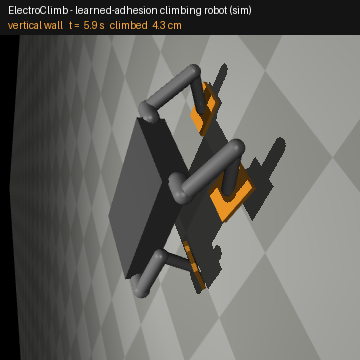 ElectroClimb - learned-adhesion climbing robot (sim)
vertical wall  t = 5.9 s  climbed  4.3 cm